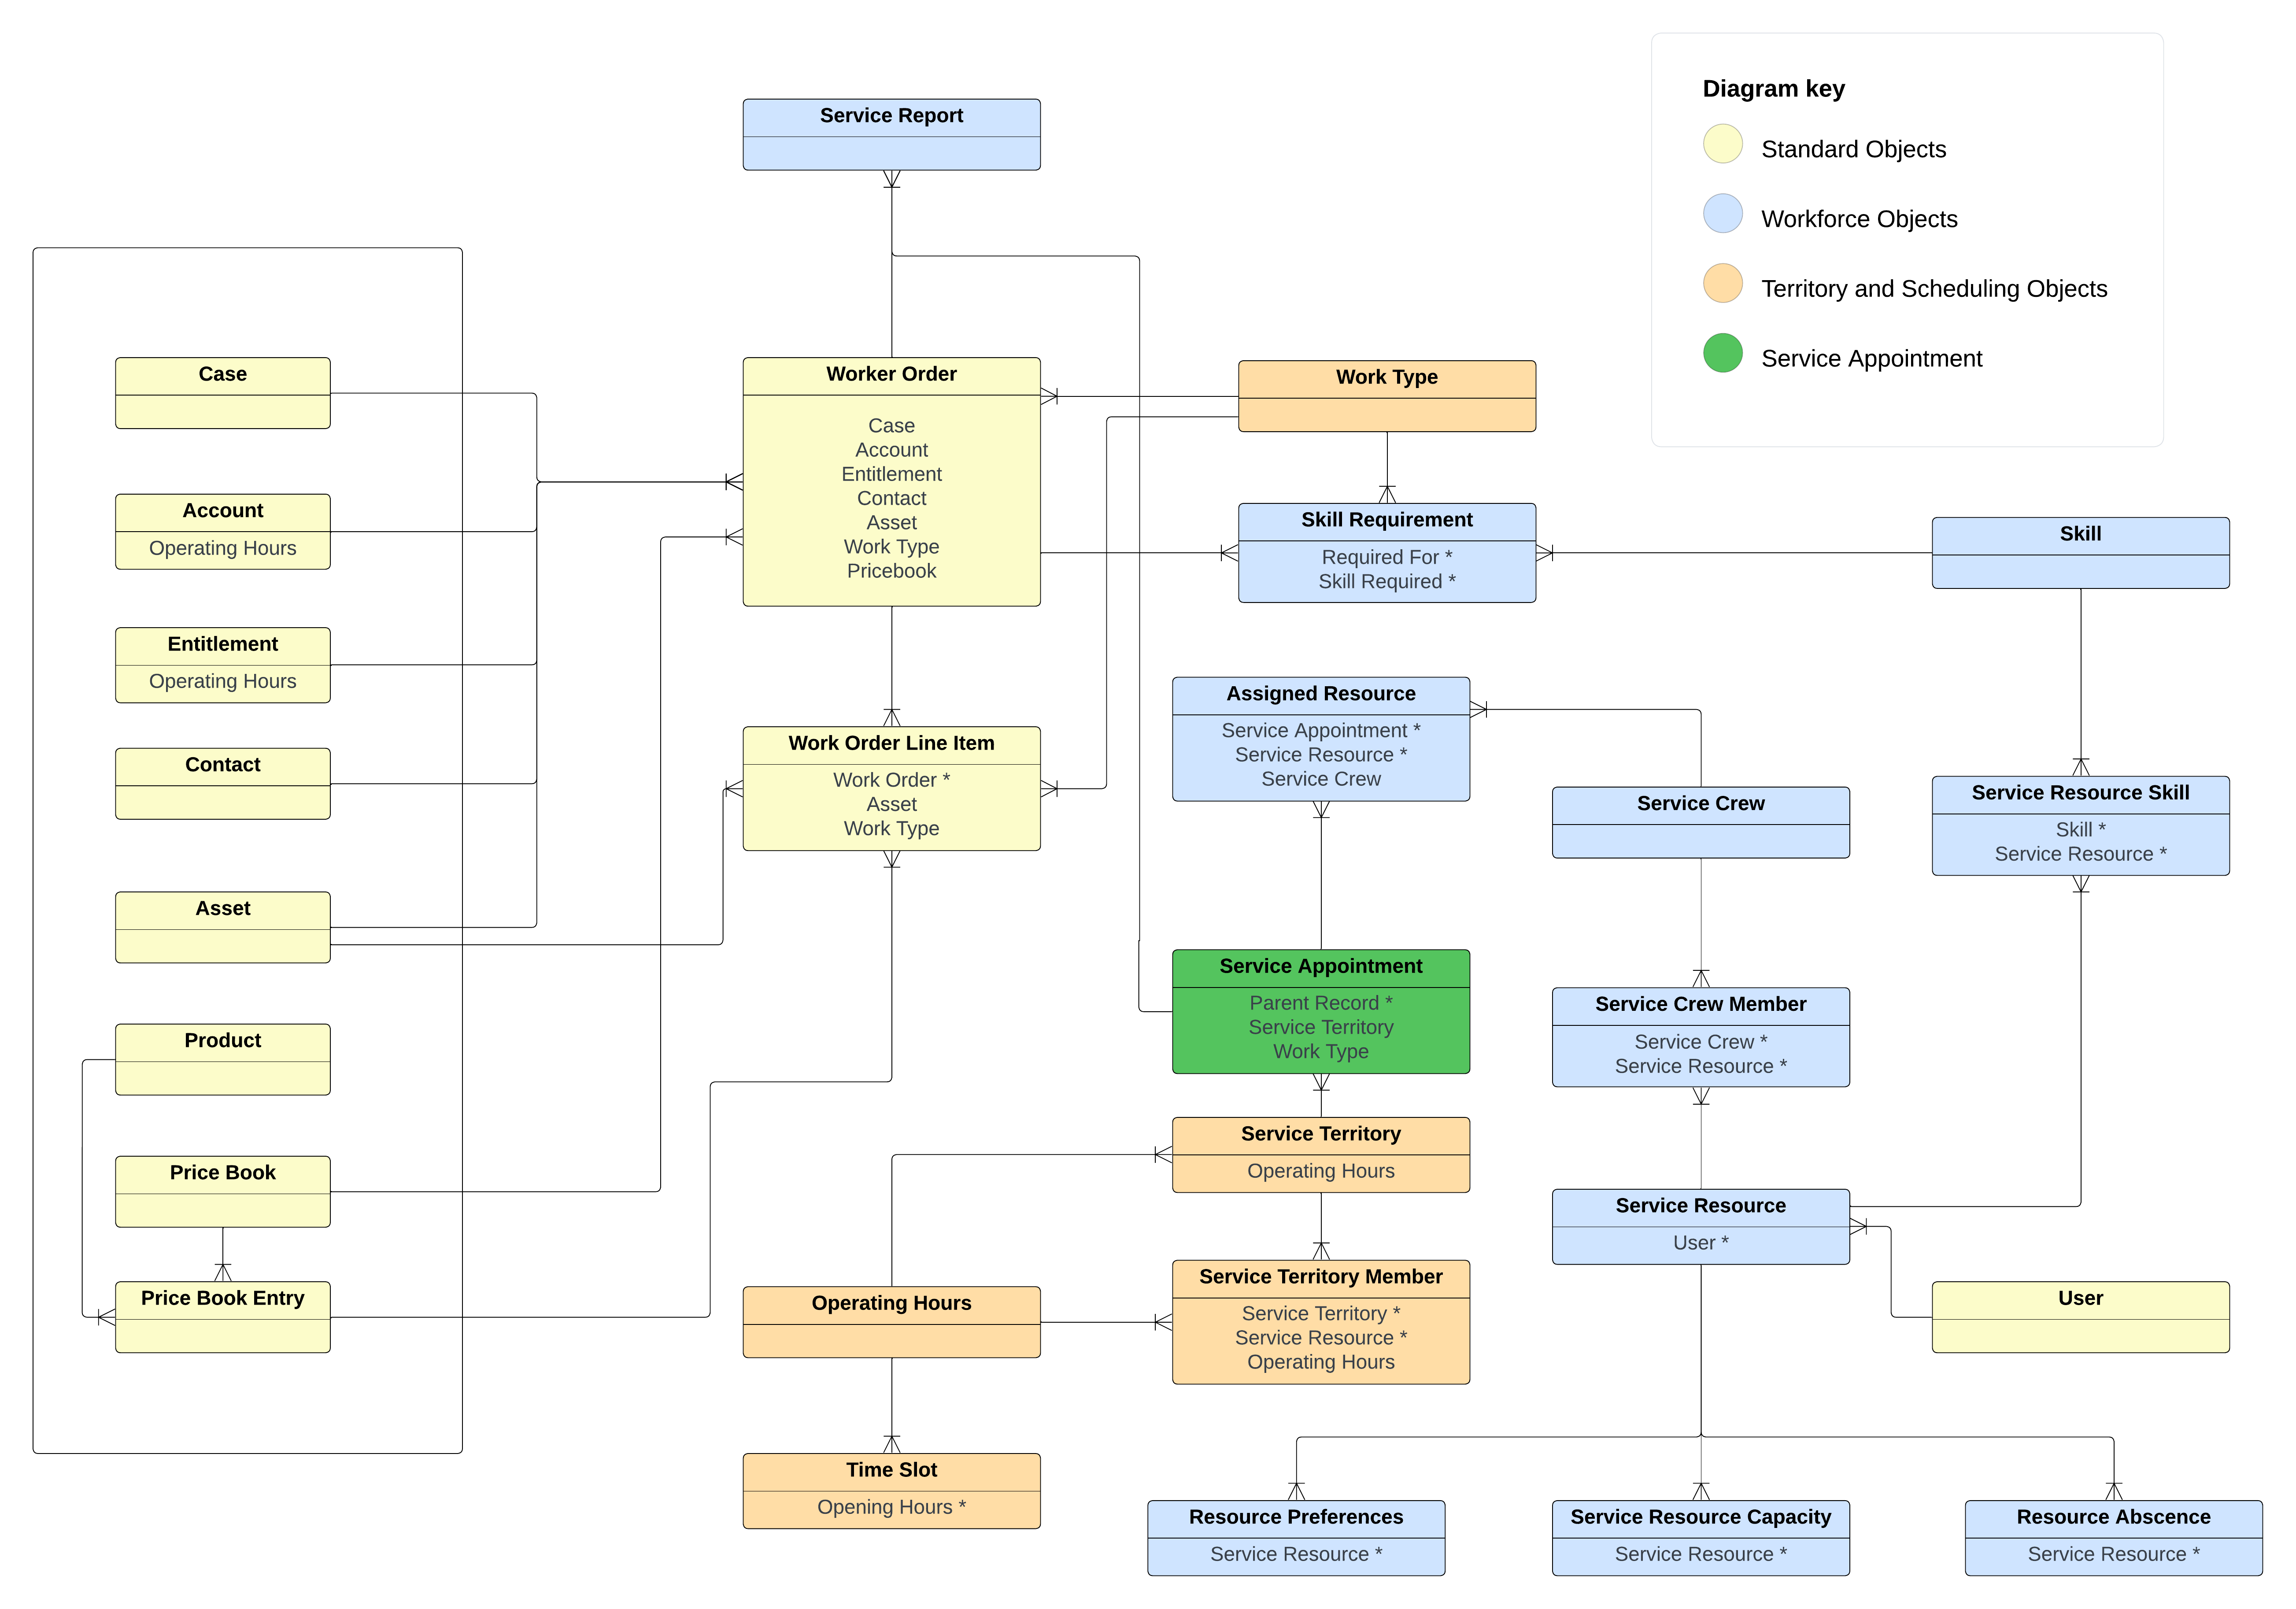 Diagram key
Standard Objects
Workforce Objects
Territory and Scheduling Objects
Service Appointment
Service Report
Case
Account
Operating Hours
Entitlement
Operating Hours
Contact
Asset
Product
Price Book
Price Book Entry
Worker Order
Case
Account
Entitlement
Contact
Asset
Work Type
Pricebook
Work Order Line Item
Work Order *
Asset
Work Type
Operating Hours
Time Slot
Opening Hours *
Work Type
Skill Requirement
Required For *
Skill Required *
Assigned Resource
Service Appointment *
Service Resource *
Service Crew
Service Appointment
Parent Record *
Service Territory
Work Type
Service Territory
Operating Hours
Service Territory Member
Service Territory *
Service Resource *
Operating Hours
Resource Preferences
Service Resource *
Service Crew
Service Crew Member
Service Crew *
Service Resource *
Service Resource
User *
Service Resource Capacity
Service Resource *
Skill
Service Resource Skill
Skill *
Service Resource *
User
Resource Abscence
Service Resource *